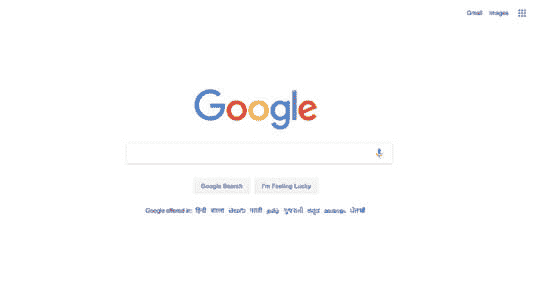 Gmail Images
Google
Google Search I'm Feeling Lucky
Google offered in: हिन्दी বাংলা తెలుగు मराठी தமிழ் ગુજરાતી ಕನ್ನಡ മലയാളം ਪੰਜਾਬੀ